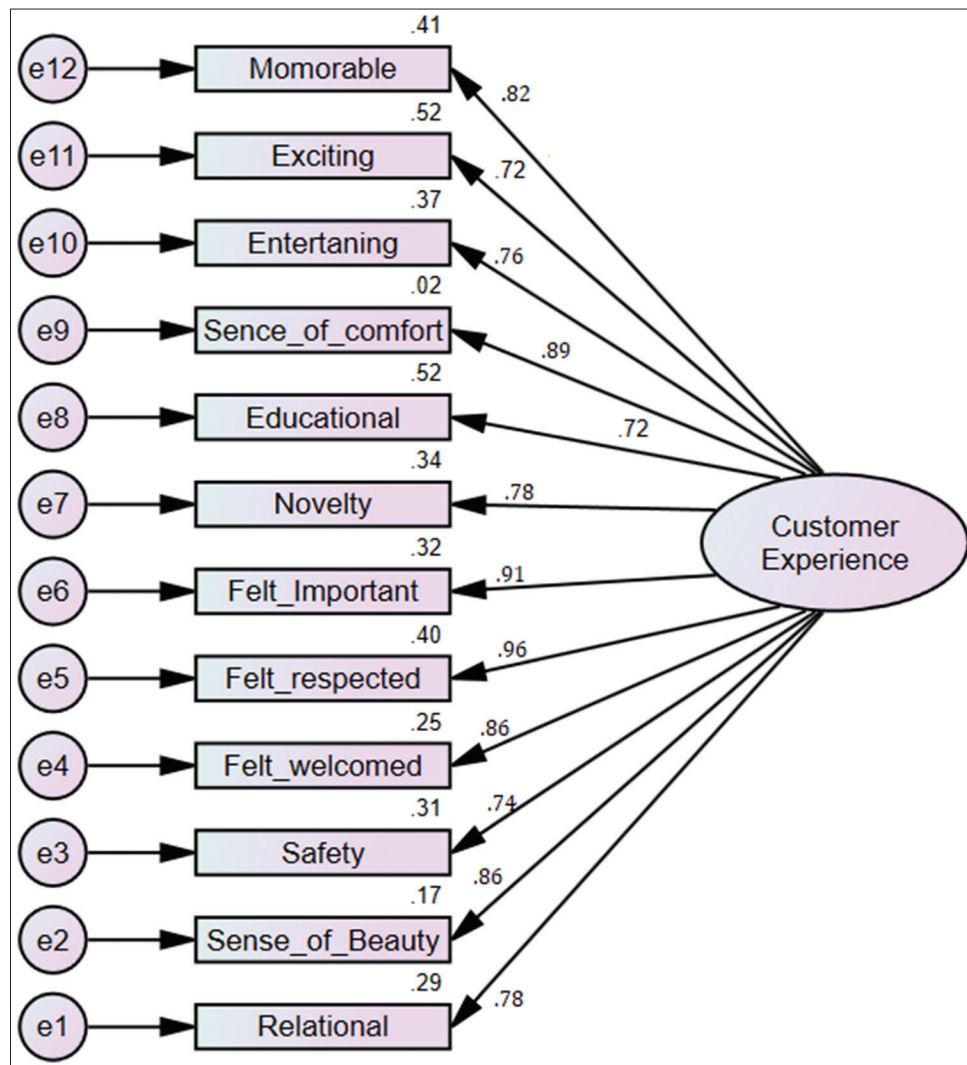 .41
e12 Momorable
.82
.52
e11 Exciting
.72
.37
e10 Entertaning
.76
.02
e9 Sence_of_comfort
.89
.52
e8 Educational
.72
.34
e7 Novelty
.78
Customer
Experience
.32
e6 Felt_Important
.91
.40
e5 Felt_respected
.96
.25
e4 Felt_welcomed
.86
.31
e3 Safety
.74
.17
e2 Sense_of_Beauty
.86
.29
e1 Relational
.78